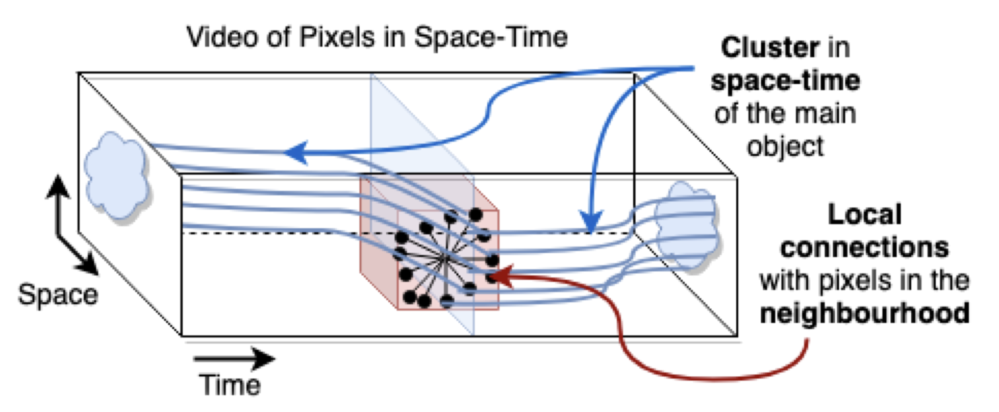 Video of Pixels in Space-Time
Cluster in
space-time
of the main
object
Local
connections
with pixels in the
neighbourhood
Space
Time